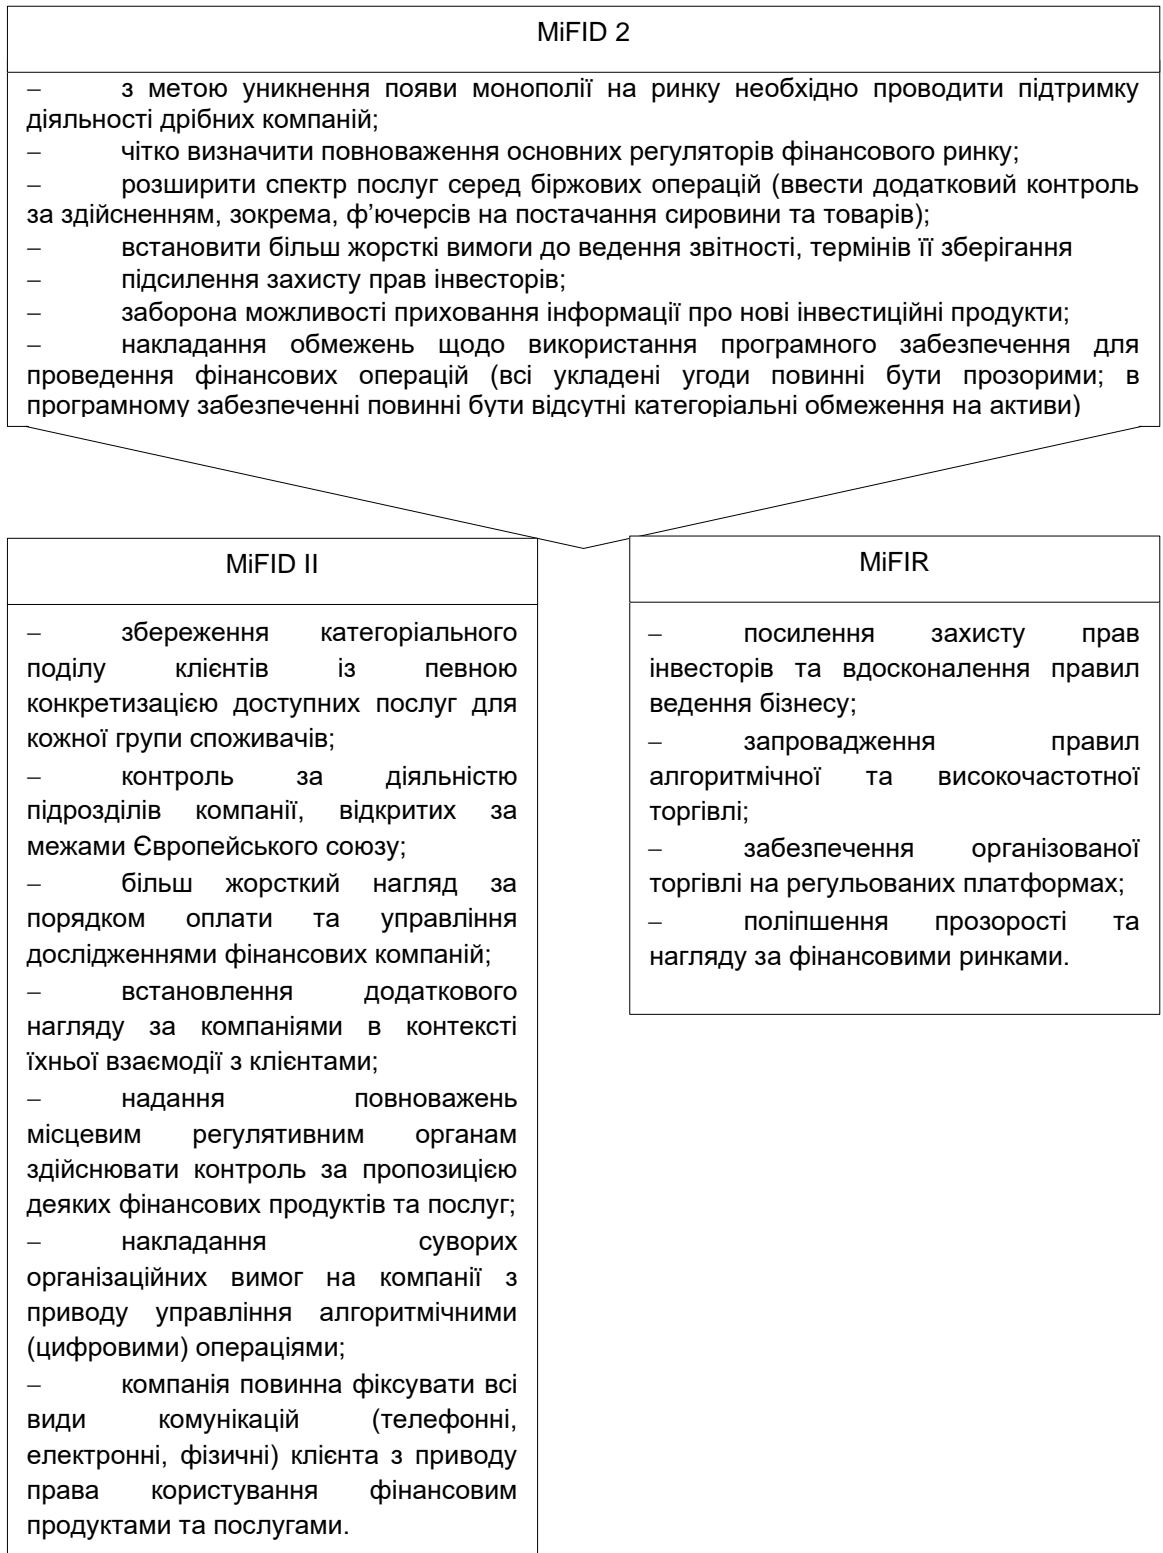 MiFID 2
– з метою уникнення появи монополії на ринку необхідно проводити підтримку
діяльності дрібних компаній;
– чітко визначити повноваження основних регуляторів фінансового ринку;
– розширити спектр послуг серед біржових операцій (ввести додатковий контроль
за здійсненням, зокрема, ф’ючерсів на постачання сировини та товарів);
– встановити більш жорсткі вимоги до ведення звітності, термінів її зберігання
– підсилення захисту прав інвесторів;
– заборона можливості приховання інформації про нові інвестиційні продукти;
– накладання обмежень щодо використання програмного забезпечення для
проведення фінансових операцій (всі укладені угоди повинні бути прозорими; в
програмному забезпеченні повинні бути відсутні категоріальні обмеження на активи)
MiFID II
– збереження категоріального
поділу клієнтів із певною
конкретизацією доступних послуг для
кожної групи споживачів;
– контроль за діяльністю
підрозділів компанії, відкритих за
межами Європейського союзу;
– більш жорсткий нагляд за
порядком оплати та управління
дослідженнями фінансових компаній;
– встановлення додаткового
нагляду за компаніями в контексті
їхньої взаємодії з клієнтами;
– надання повноважень
місцевим регулятивним органам
здійснювати контроль за пропозицією
деяких фінансових продуктів та послуг;
– накладання суворих
організаційних вимог на компанії з
приводу управління алгоритмічними
(цифровими) операціями;
– компанія повинна фіксувати всі
види комунікацій (телефонні,
електронні, фізичні) клієнта з приводу
права користування фінансовим
продуктами та послугами.
MiFIR
– посилення захисту прав
інвесторів та вдосконалення правил
ведення бізнесу;
– запровадження правил
алгоритмічної та високочастотної
торгівлі;
– забезпечення організованої
торгівлі на регульованих платформах;
– поліпшення прозорості та
нагляду за фінансовими ринками.